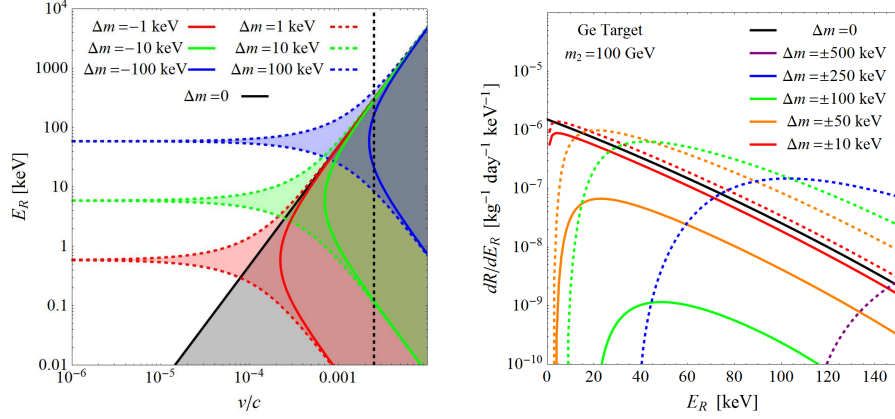 Δm=−1 keV Δm=1 keV
Δm=−10 keV Δm=10 keV
Δm=−100 keV Δm=100 keV
Δm=0
10⁴
1000
100
10
1
0.1
0.01
E_R [keV]
10⁻⁶ 10⁻⁵ 10⁻⁴ 0.001
v/c
Ge Target
m₂=100 GeV
Δm=0
Δm=±500 keV
Δm=±250 keV
Δm=±100 keV
Δm=±50 keV
Δm=±10 keV
10⁻⁵
10⁻⁶
10⁻⁷
10⁻⁸
10⁻⁹
10⁻¹⁰
dR/dE_R [kg⁻¹ day⁻¹ keV⁻¹]
0 20 40 60 80 100 120 140
E_R [keV]